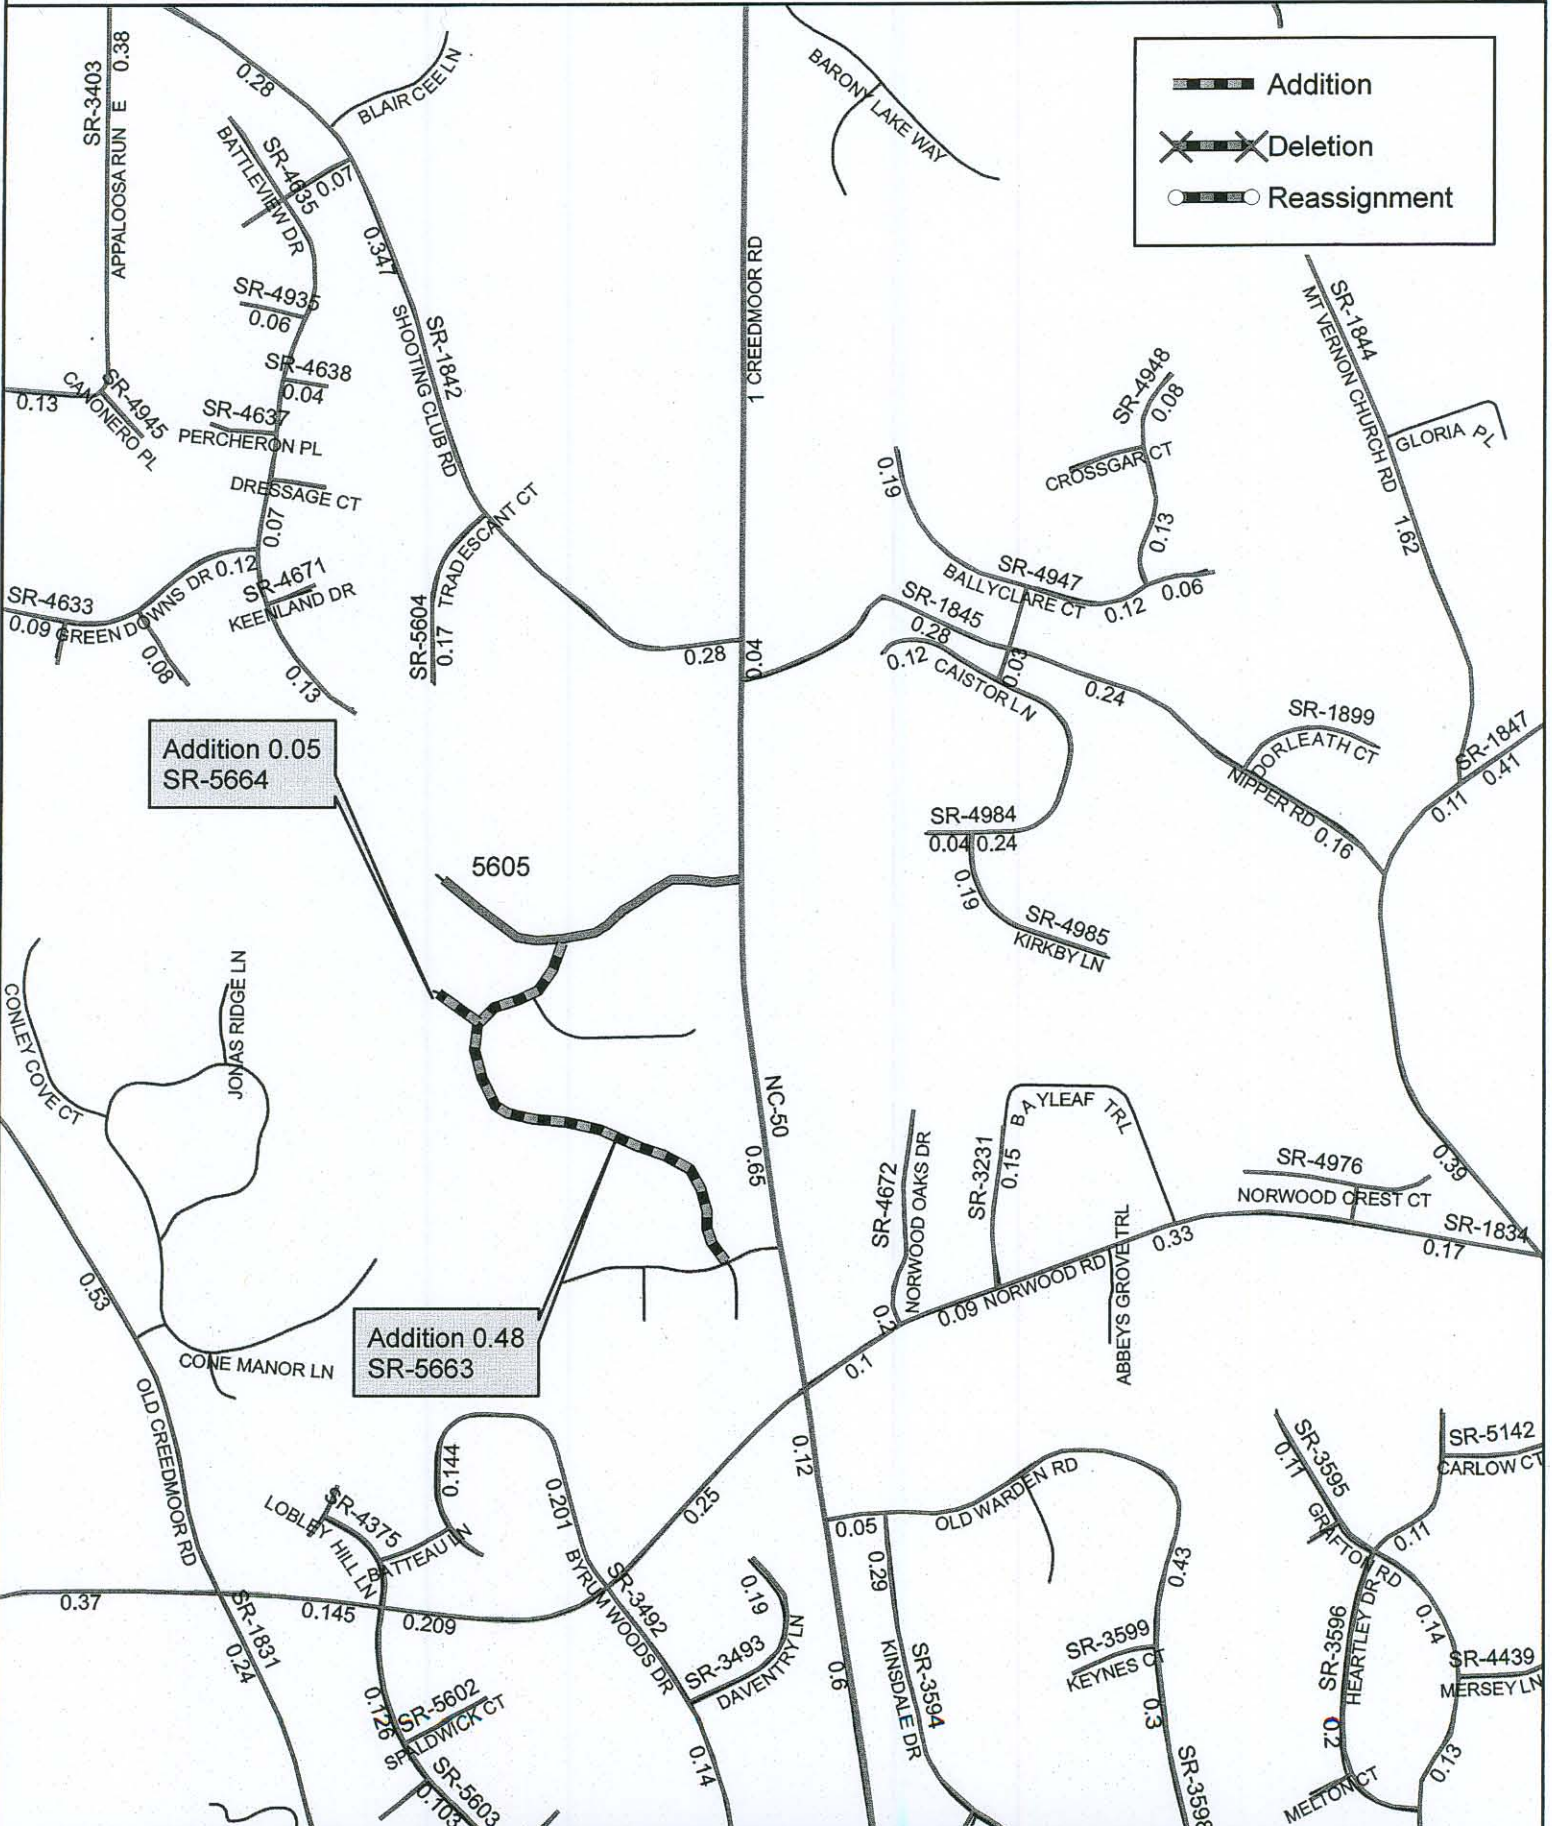 Addition
Deletion
Reassignment
SR-3403
0.38
APPALOOSA RUN E
0.28
BLAIR CEE LN
BARONY LAKE WAY
BATTLEVIEW DR
SR-4635
0.07
0.347
SHOOTING CLUB RD
SR-1842
1 CREEDMOOR RD
SR-1844
MT VERNON CHURCH RD
GLORIA PL
1.62
SR-4935
0.06
SR-4638
0.04
SR-4637
PERCHERON PL
0.13
CANONERO PL
SR-4945
DRESSAGE CT
0.07
TRADESCANT CT
SR-5604
0.17
SR-4948
0.08
CROSSGAR CT
0.13
0.19
SR-4947
BALLYCLARE CT
0.12
0.06
SR-4633
0.09
GREEN DOWNS DR
0.12
SR-4671
KEENLAND DR
0.08
0.13
0.28
0.04
SR-1845
0.28
0.03
0.12
CAISTOR LN
0.24
SR-1899
DORLEATH CT
NIPPER RD
0.16
SR-1847
0.41
0.11
Addition 0.05
SR-5664
5605
SR-4984
0.04
0.24
0.19
SR-4985
KIRKBY LN
CONLEY COVE CT
JONAS RIDGE LN
NC-50
0.65
SR-4672
NORWOOD OAKS DR
SR-3231
0.15
BAYLEAF TRL
ABBEYS GROVE TRL
SR-4976
NORWOOD CREST CT
0.39
SR-1834
0.17
0.33
NORWOOD RD
0.09
0.2
0.1
0.53
CONE MANOR LN
Addition 0.48
SR-5663
OLD CREEDMOOR RD
0.144
0.201
0.25
0.12
LOBLEY HILL LN
SR-4375
BATTEAU LN
BYRUM WOODS DR
SR-3492
0.05
OLD WARDEN RD
0.29
0.43
SR-3595
0.11
GRAFTON RD
SR-5142
CARLOW CT
0.11
0.37
SR-1831
0.24
0.145
0.209
0.19
SR-3493
DAVENTRY LN
0.6
KINSDALE DR
SR-3594
SR-3599
KEYNES CT
0.3
SR-3598
SR-3596
HEARTLEY DR
0.2
0.14
SR-4439
MERSEY LN
0.13
MELTON CT
0.126
SR-5602
SPALDWICK CT
SR-5603
0.103
0.14